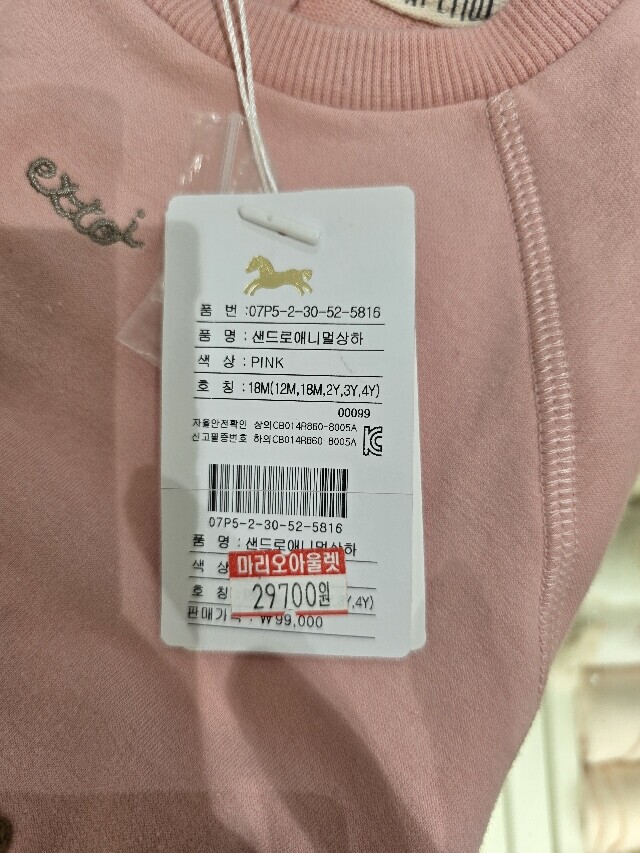 extoi
품 번 :07P5-2-30-52-5816
품 명 : 샌드로애니멀상하
색 상 : PINK
호 칭 :18M(12M,18M,2Y,3Y,4Y)
00099
자율안전확인 상의CB014R860-8005A
신고필증번호 하의CB014R860-8005A
07P5-2-30-52-5816
품 명 : 샌드로애니멀상하
색 상
마리오아울렛
호 칭
29700원
,4Y)
판매가격 : ₩99,000